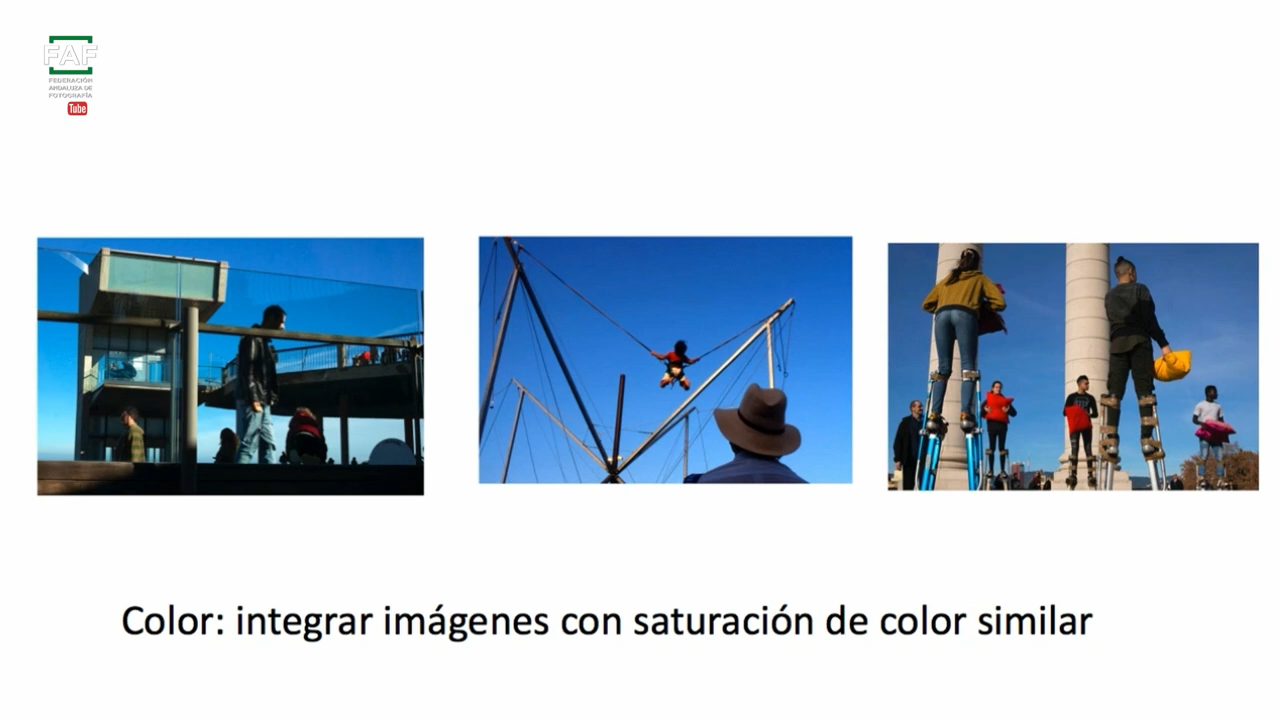 FAF
FEDERACIÓN
ANDALUZA DE
FOTOGRAFÍA
Tube
Color: integrar imágenes con saturación de color similar